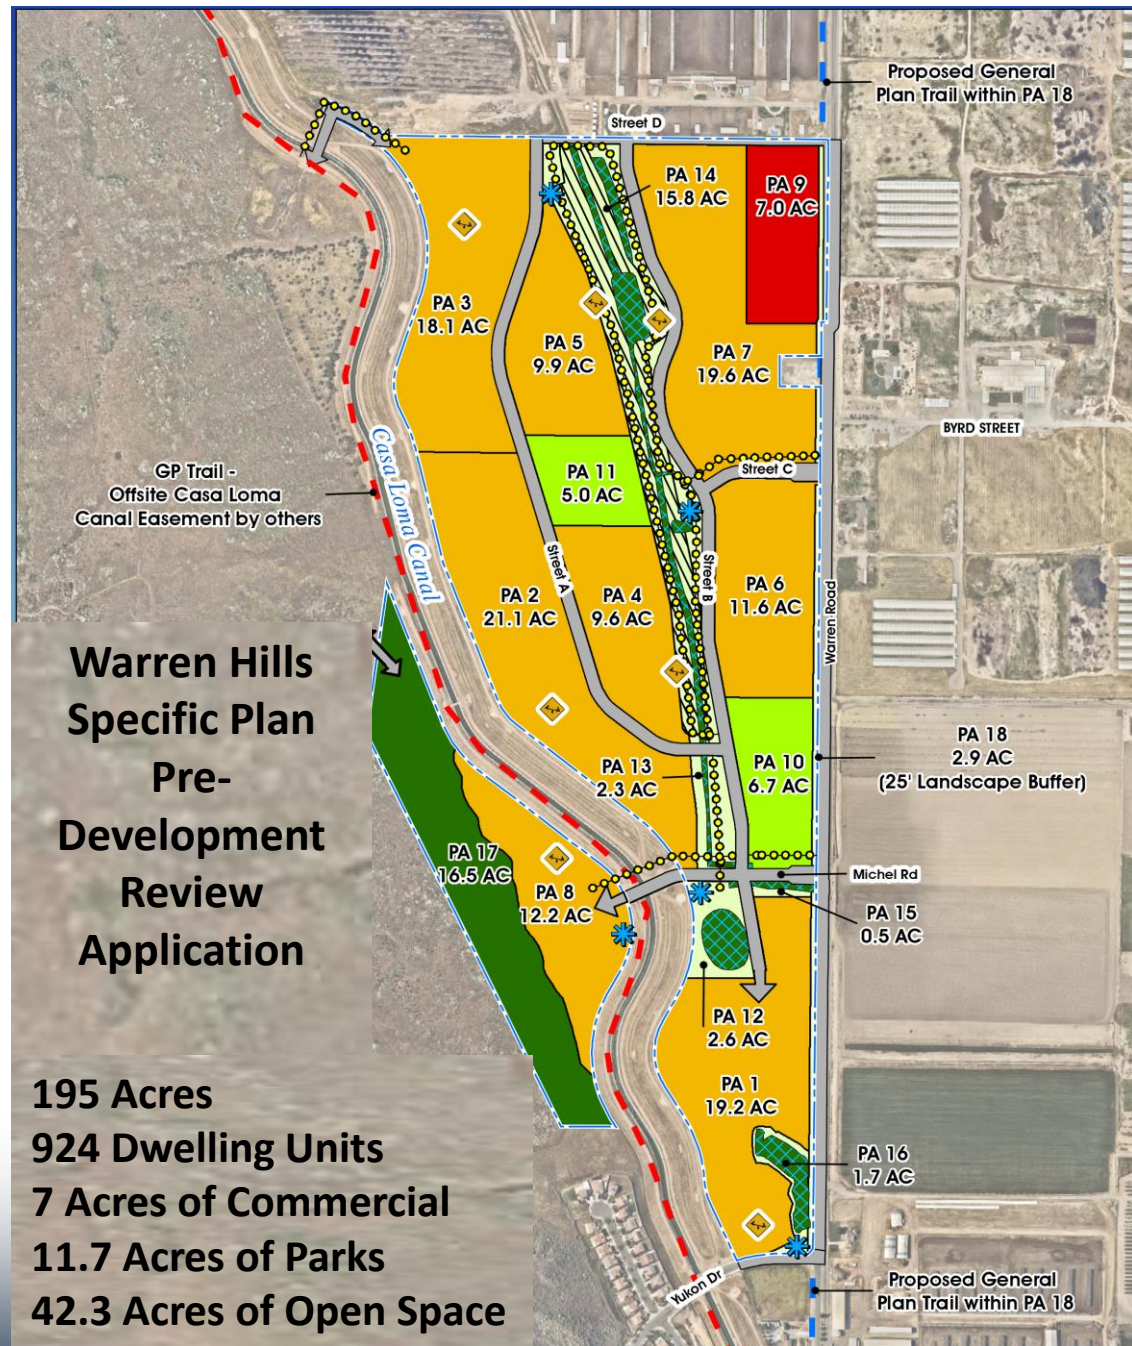 Proposed General
Plan Trail within PA 18
Street D
PA 14
15.8 AC
PA 9
7.0 AC
PA 3
18.1 AC
PA 5
9.9 AC
PA 7
19.6 AC
BYRD STREET
Casa Loma Canal
GP Trail -
Offsite Casa Loma
Canal Easement by others
PA 11
5.0 AC
Street C
Street A
Street B
PA 2
21.1 AC
PA 4
9.6 AC
PA 6
11.6 AC
Warren Road
Warren Hills
Specific Plan
Pre-
Development
Review
Application
PA 18
2.9 AC
(25' Landscape Buffer)
PA 13
2.3 AC
PA 10
6.7 AC
PA 17
16.5 AC
PA 8
12.2 AC
Michel Rd
PA 15
0.5 AC
PA 12
2.6 AC
PA 1
19.2 AC
PA 16
1.7 AC
195 Acres
924 Dwelling Units
7 Acres of Commercial
11.7 Acres of Parks
42.3 Acres of Open Space
Yukon Dr
Proposed General
Plan Trail within PA 18